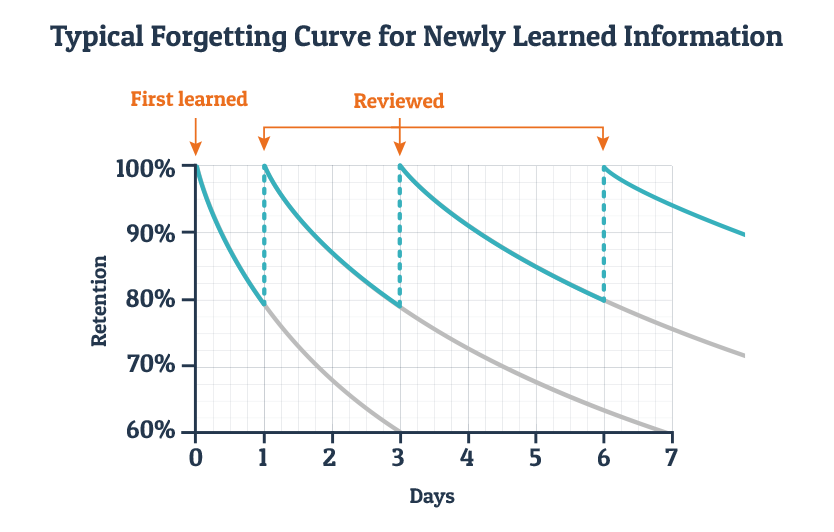 Typical Forgetting Curve for Newly Learned Information
First learned
Reviewed
100%
90%
80%
70%
60%
Retention
0 1 2 3 4 5 6 7
Days